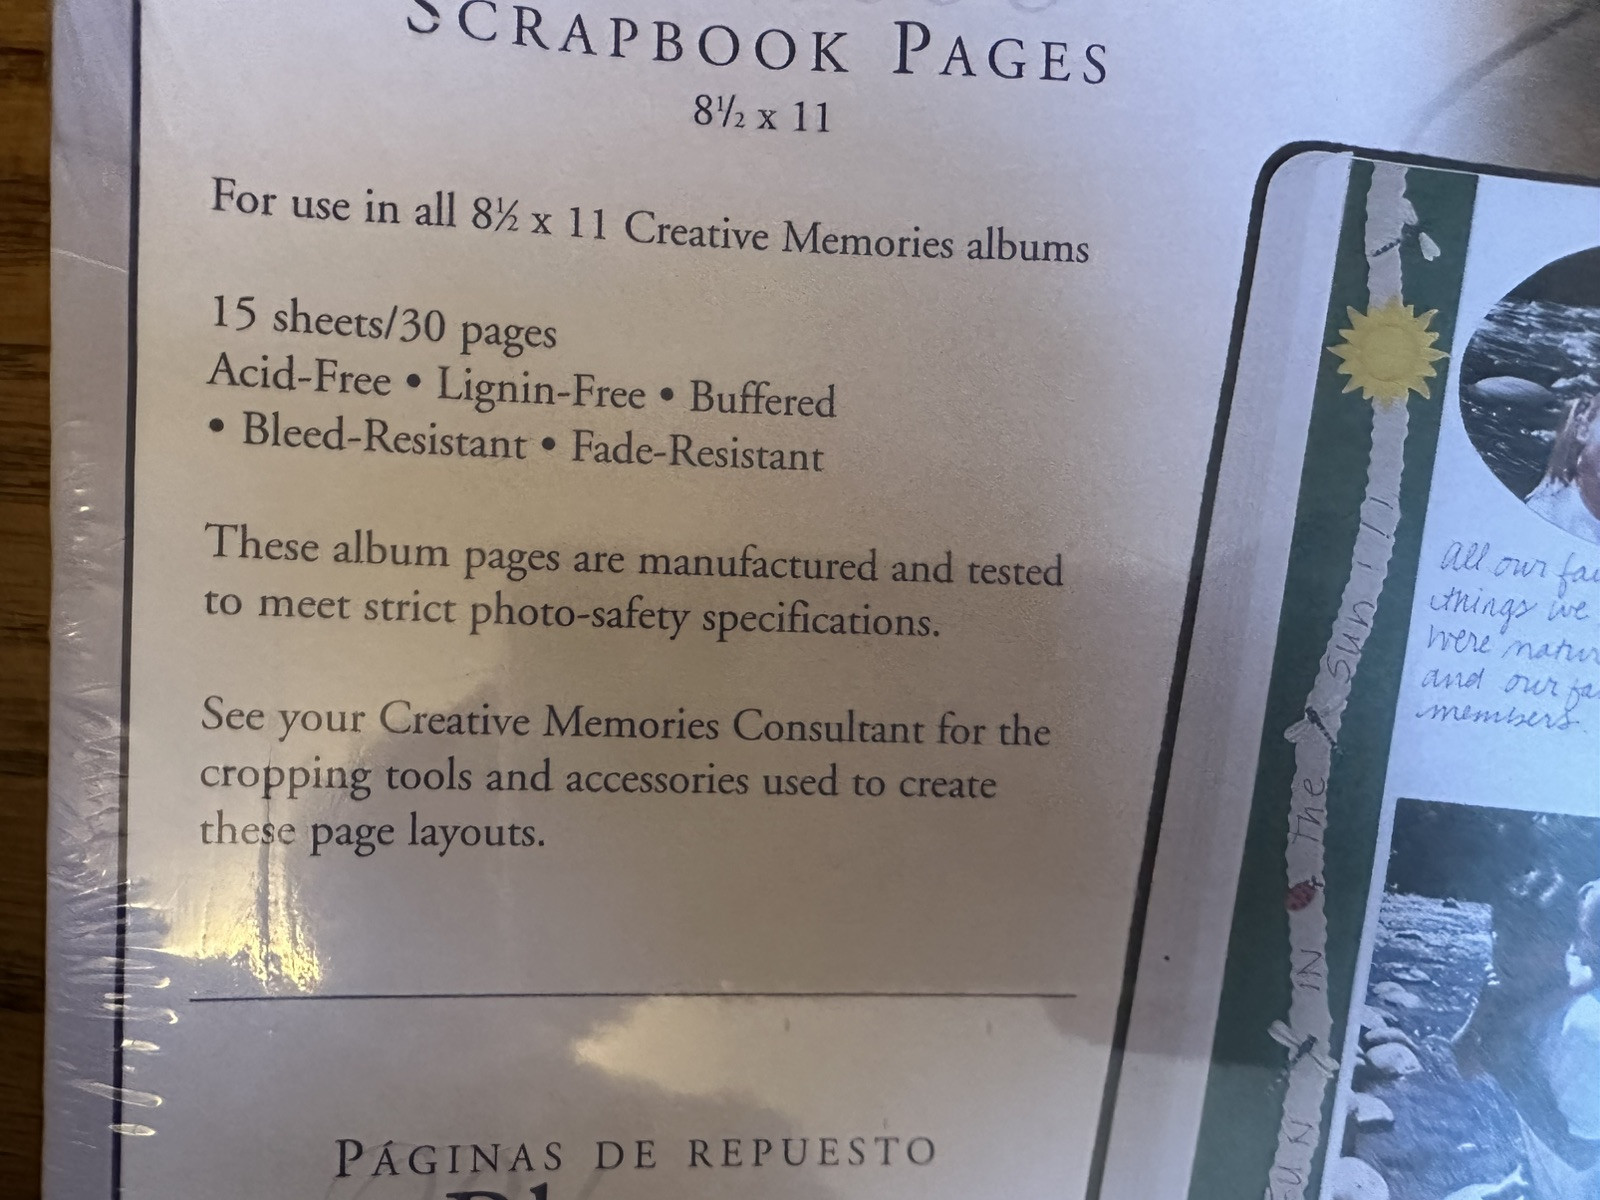 SCRAPBOOK PAGES
8½ x 11
For use in all 8½ x 11 Creative Memories albums
15 sheets/30 pages
Acid-Free • Lignin-Free • Buffered
• Bleed-Resistant • Fade-Resistant
These album pages are manufactured and tested
to meet strict photo-safety specifications.
See your Creative Memories Consultant for the
cropping tools and accessories used to create
these page layouts.
PÁGINAS DE REPUESTO
IN the sun!!!
All our
things we
were
and our
members.